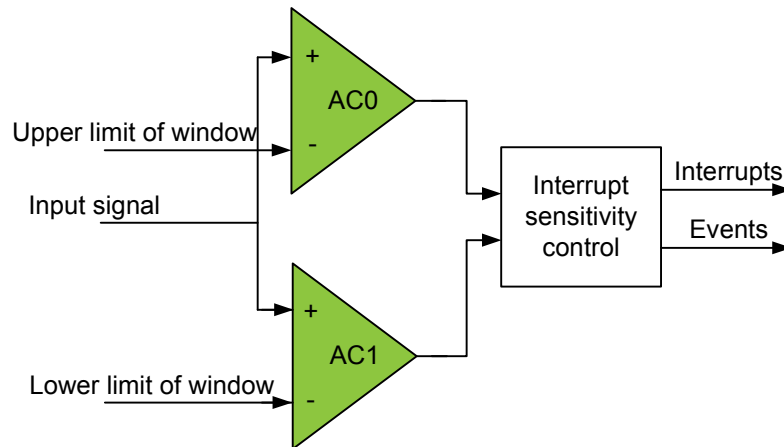 +
AC0
Upper limit of window
-
Interrupts
Interrupt
sensitivity
control
Input signal
Events
+
AC1
Lower limit of window
-